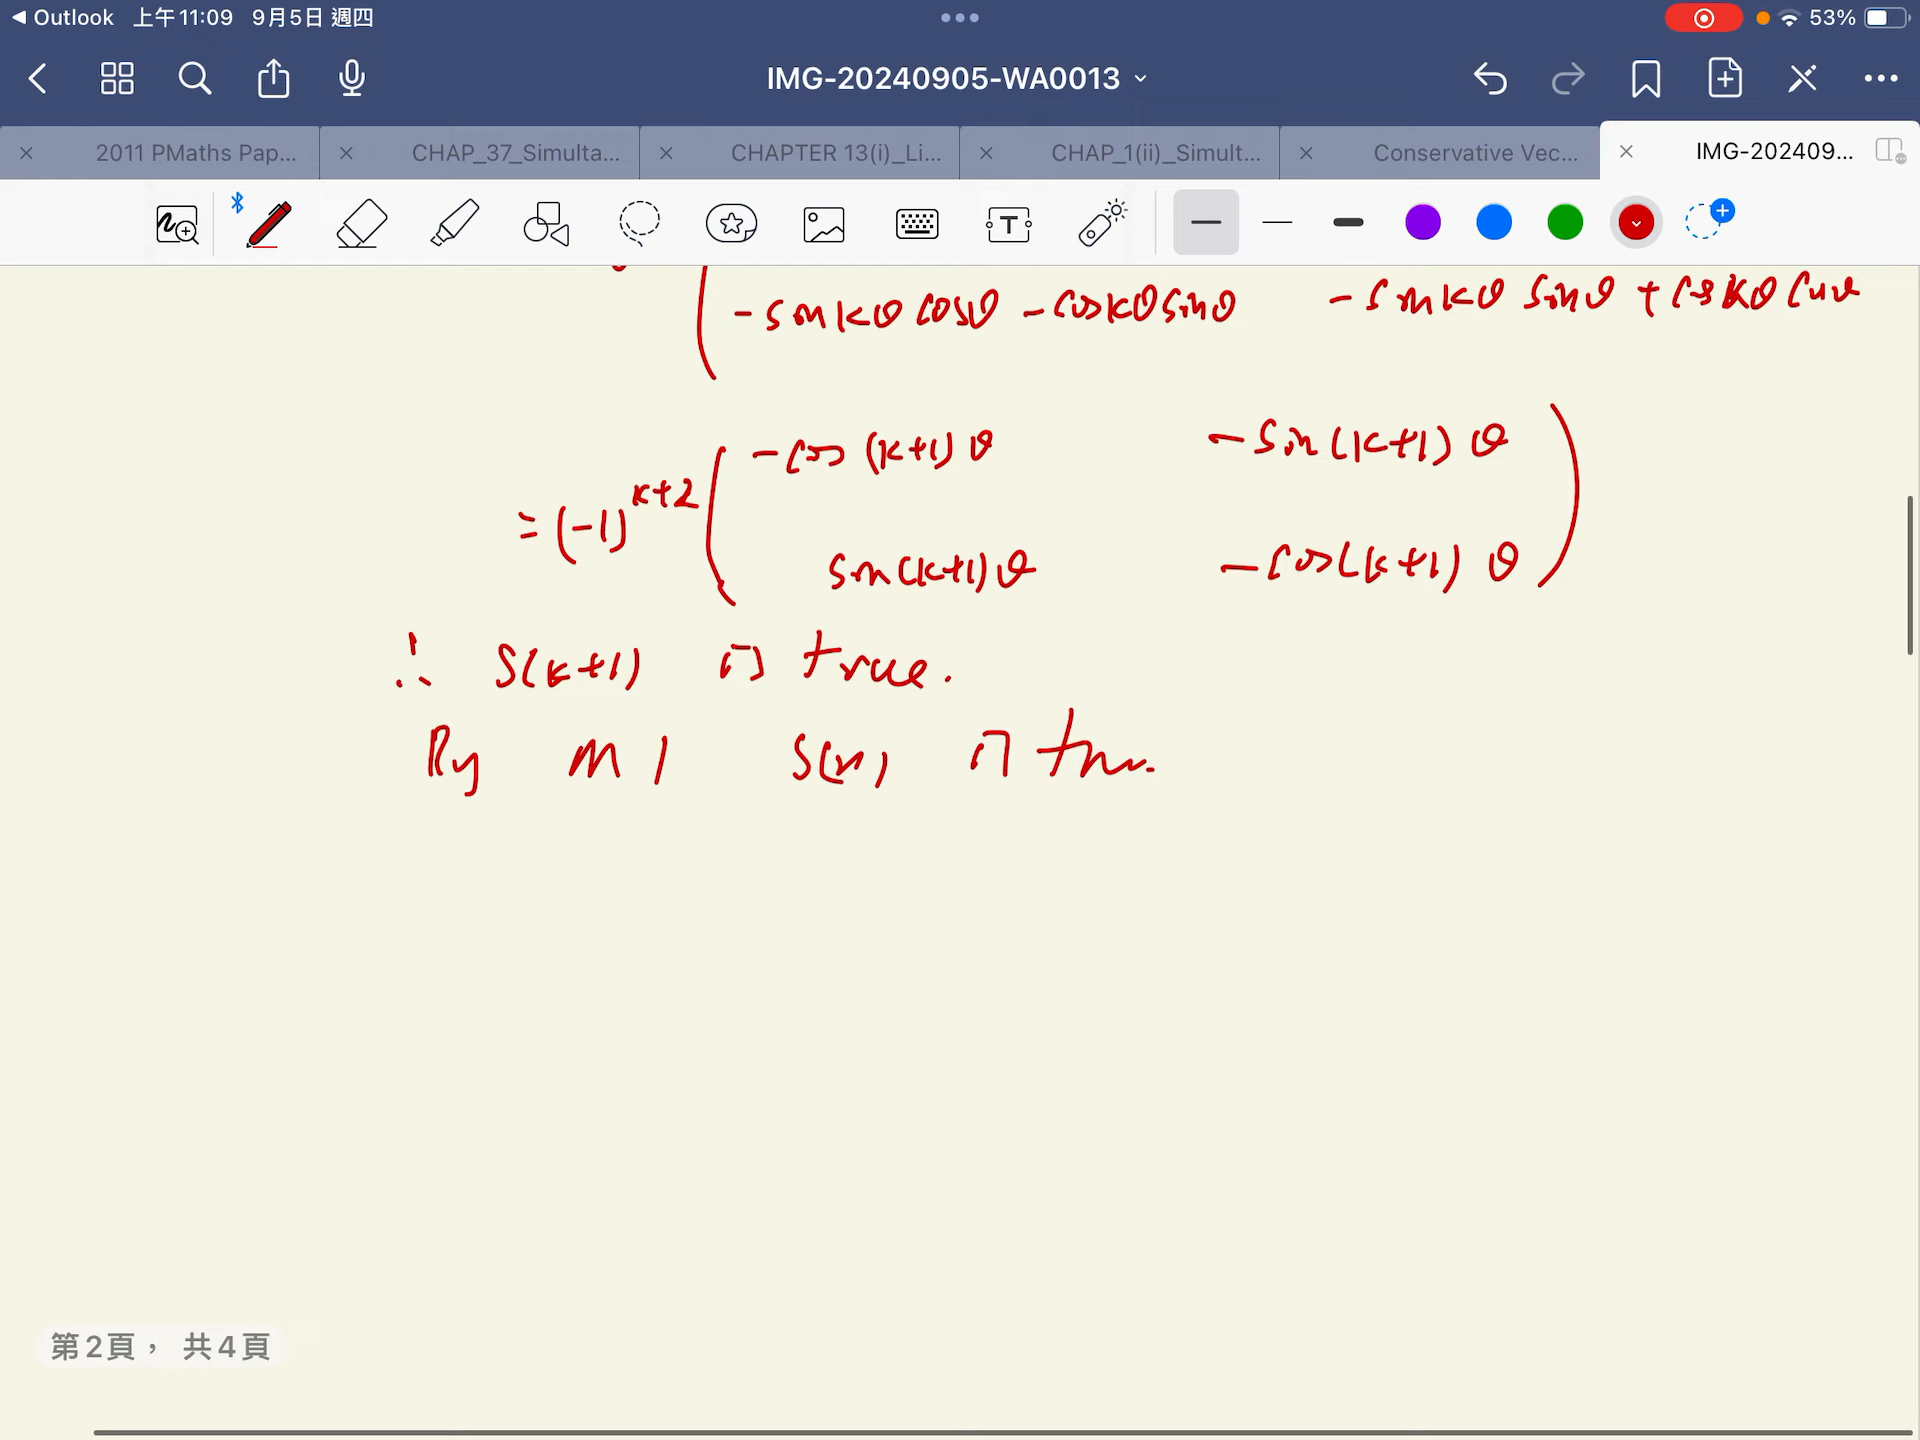 Outlook 上午11:09 9月5日 週四 53%
IMG-20240905-WA0013
2011 PMaths Pap... CHAP_37_Simulta... CHAPTER 13(i)_Li... CHAP_1(ii)_Simult... Conservative Vec... IMG-202409...
T
- sin kθ cosθ - cos kθ sinθ - sin kθ sinθ + cos kθ cosθ
- cos (k+1) θ - sin (k+1) θ
= (-1)^{k+2}
sin (k+1) θ - cos (k+1) θ
∴ S(k+1) is true.
By M I S(n) is true.
第2頁， 共4頁